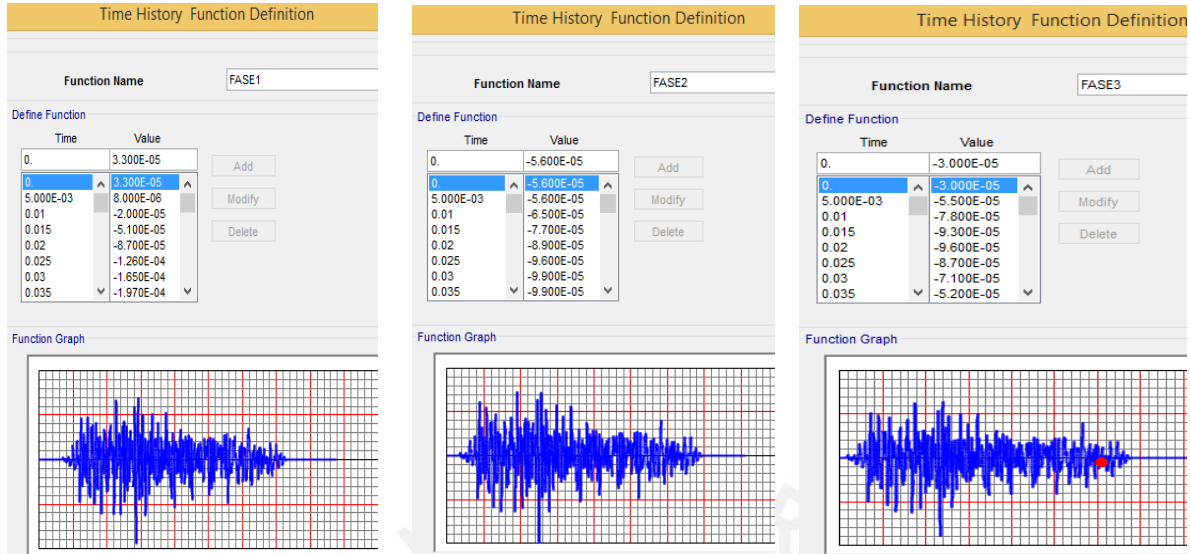 Time History Function Definition
Function Name FASE1
Define Function
Time Value
0. 3.300E-05 Add
0. 3.300E-05
5.000E-03 8.000E-06 Modify
0.01 -2.000E-05
0.015 -5.100E-05 Delete
0.02 -8.700E-05
0.025 -1.260E-04
0.03 -1.650E-04
0.035 -1.970E-04
Function Graph
Time History Function Definition
Function Name FASE2
Define Function
Time Value
0. -5.600E-05 Add
0. -5.600E-05
5.000E-03 -5.600E-05 Modify
0.01 -6.500E-05
0.015 -7.700E-05 Delete
0.02 -8.900E-05
0.025 -9.600E-05
0.03 -9.900E-05
0.035 -9.900E-05
Function Graph
Time History Function Definition
Function Name FASE3
Define Function
Time Value
0. -3.000E-05 Add
0. -3.000E-05
5.000E-03 -5.500E-05 Modify
0.01 -7.800E-05
0.015 -9.300E-05 Delete
0.02 -9.600E-05
0.025 -8.700E-05
0.03 -7.100E-05
0.035 -5.200E-05
Function Graph